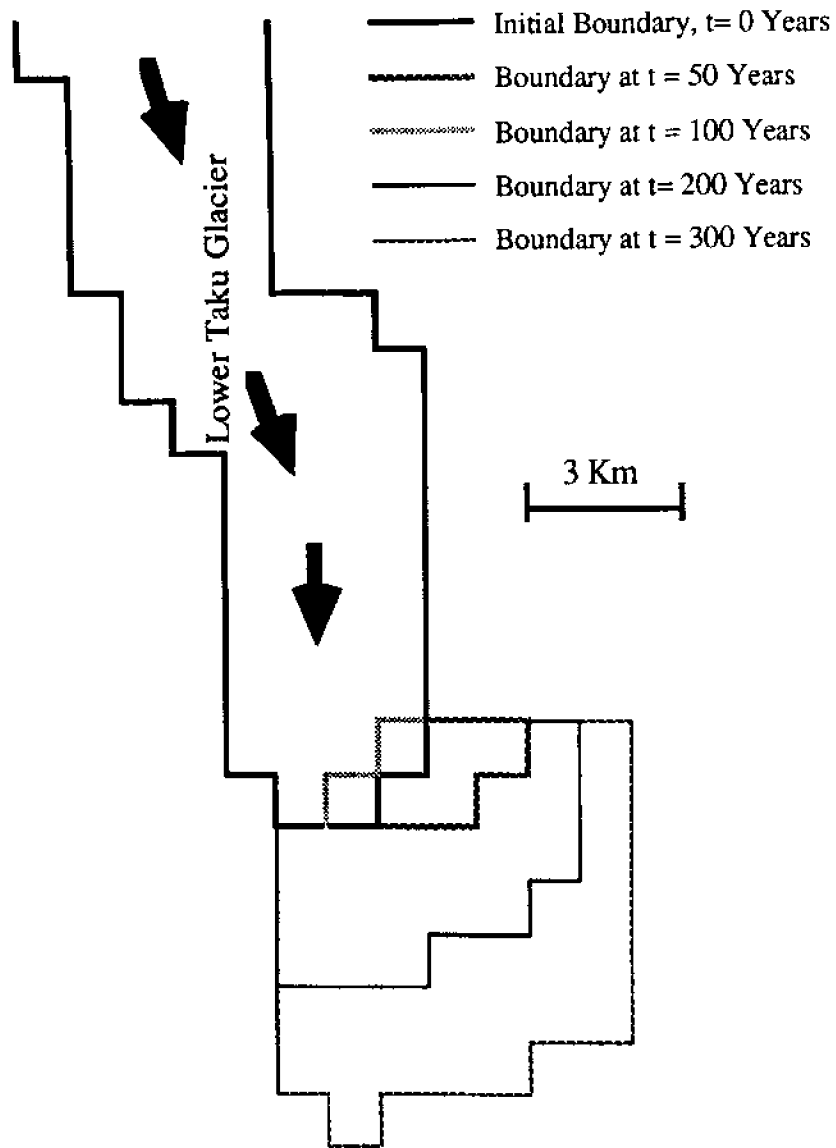 Initial Boundary, t= 0 Years
Boundary at t = 50 Years
Boundary at t = 100 Years
Boundary at t= 200 Years
Boundary at t = 300 Years
Lower Taku Glacier
3 Km